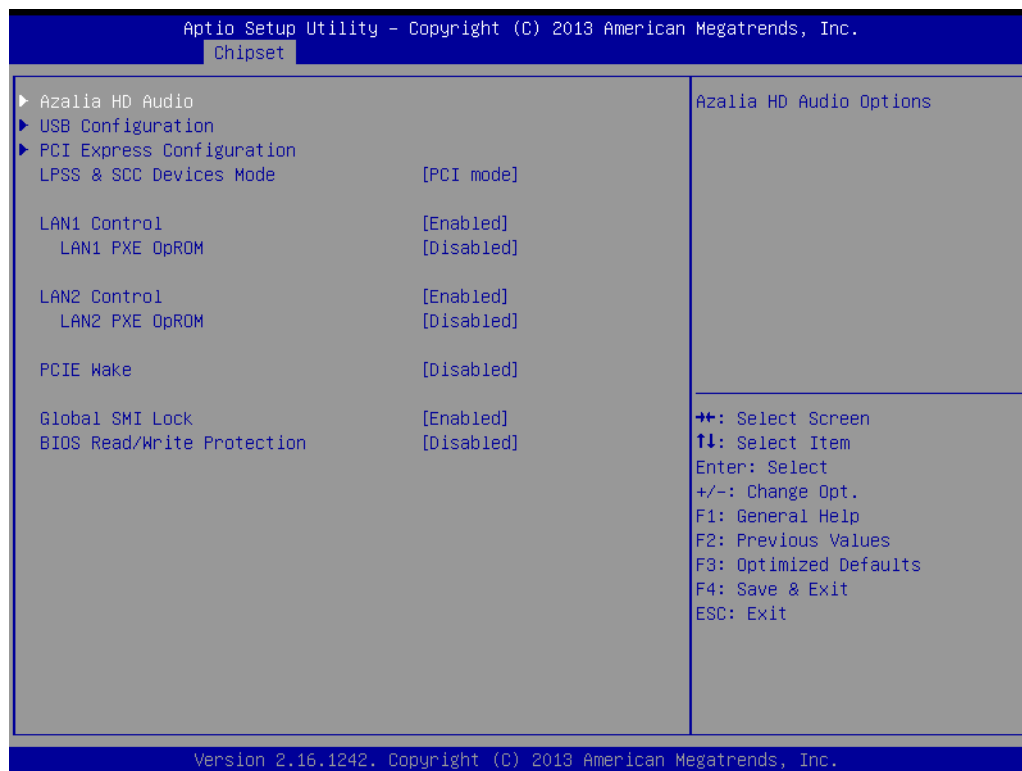 Aptio Setup Utility – Copyright (C) 2013 American Megatrends, Inc.
Chipset
Azalia HD Audio
USB Configuration
PCI Express Configuration
LPSS & SCC Devices Mode [PCI mode]
LAN1 Control [Enabled]
LAN1 PXE OpROM [Disabled]
LAN2 Control [Enabled]
LAN2 PXE OpROM [Disabled]
PCIE Wake [Disabled]
Global SMI Lock [Enabled]
BIOS Read/Write Protection [Disabled]
Azalia HD Audio Options
→←: Select Screen
↑↓: Select Item
Enter: Select
+/-: Change Opt.
F1: General Help
F2: Previous Values
F3: Optimized Defaults
F4: Save & Exit
ESC: Exit
Version 2.16.1242. Copyright (C) 2013 American Megatrends, Inc.